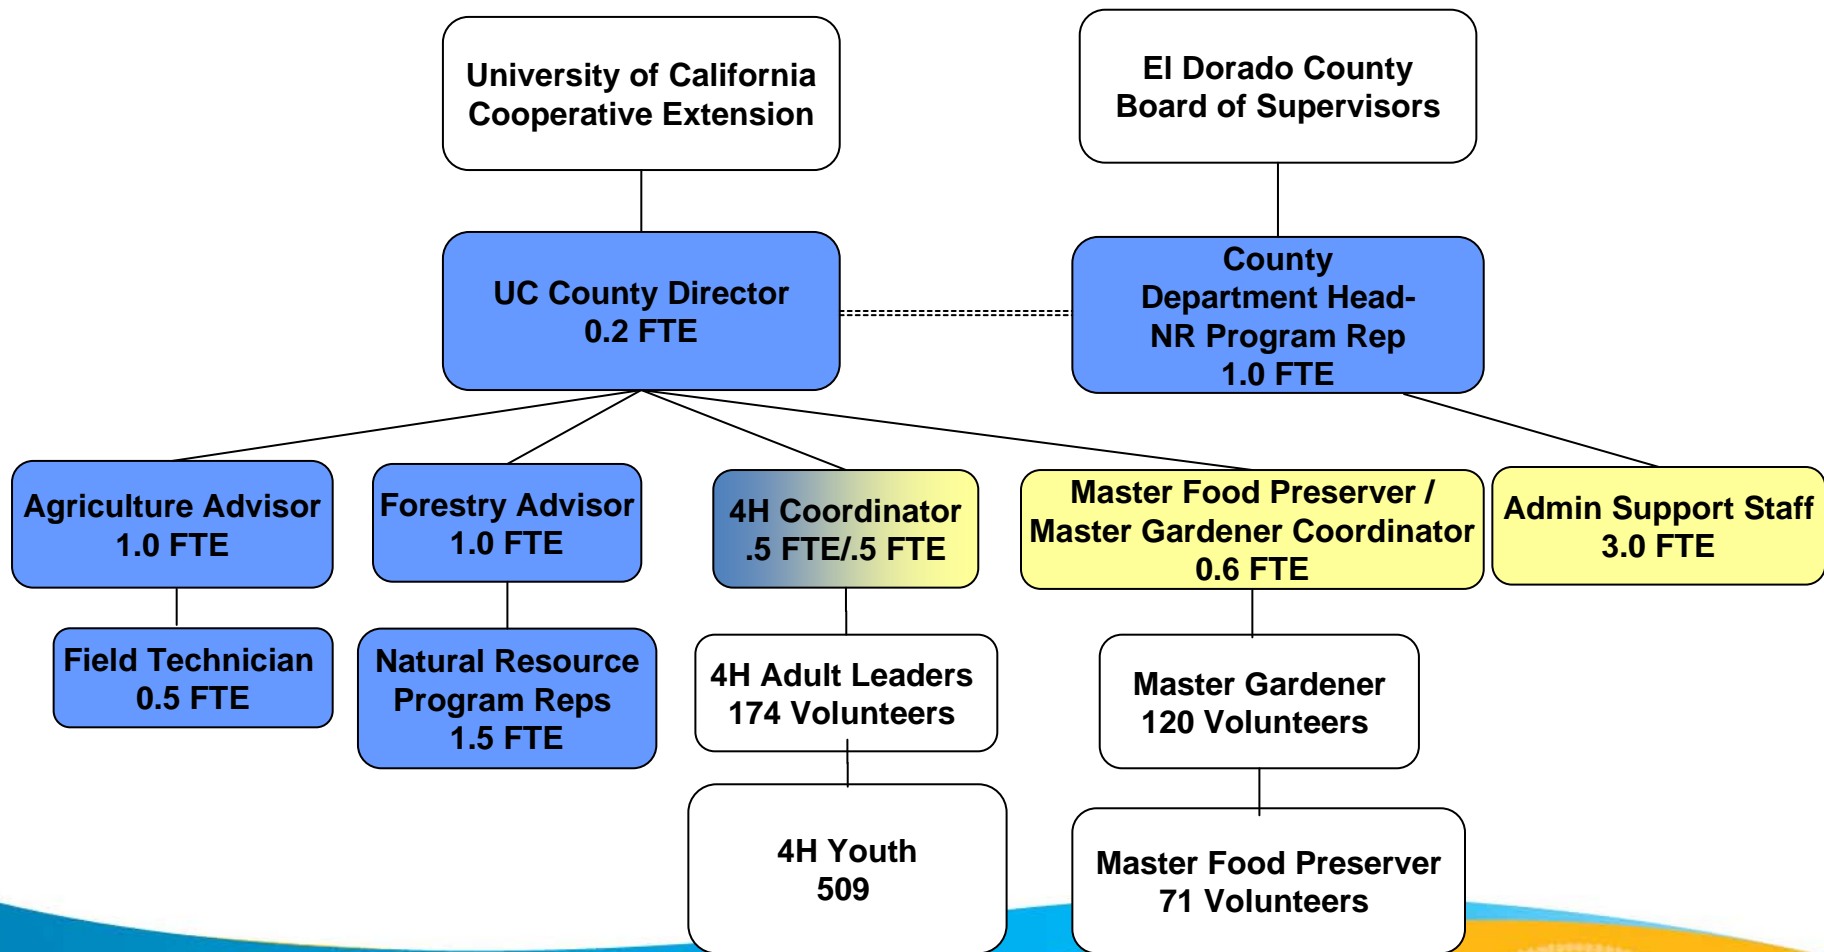 University of California
Cooperative Extension
El Dorado County
Board of Supervisors
UC County Director
0.2 FTE
County
Department Head-
NR Program Rep
1.0 FTE
Agriculture Advisor
1.0 FTE
Forestry Advisor
1.0 FTE
4H Coordinator
.5 FTE/.5 FTE
Master Food Preserver /
Master Gardener Coordinator
0.6 FTE
Admin Support Staff
3.0 FTE
Field Technician
0.5 FTE
Natural Resource
Program Reps
1.5 FTE
4H Adult Leaders
174 Volunteers
Master Gardener
120 Volunteers
4H Youth
509
Master Food Preserver
71 Volunteers